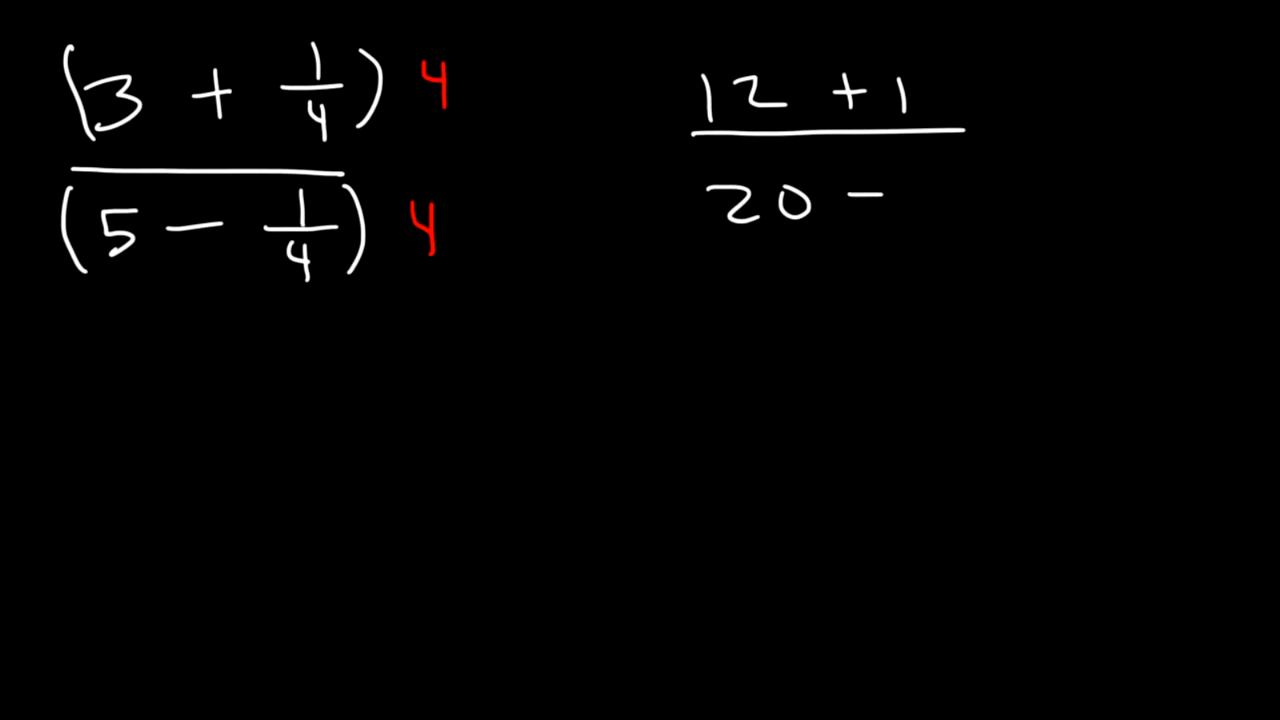 (3 + 1/4) 4
(5 - 1/4) 4
12 + 1
20 -